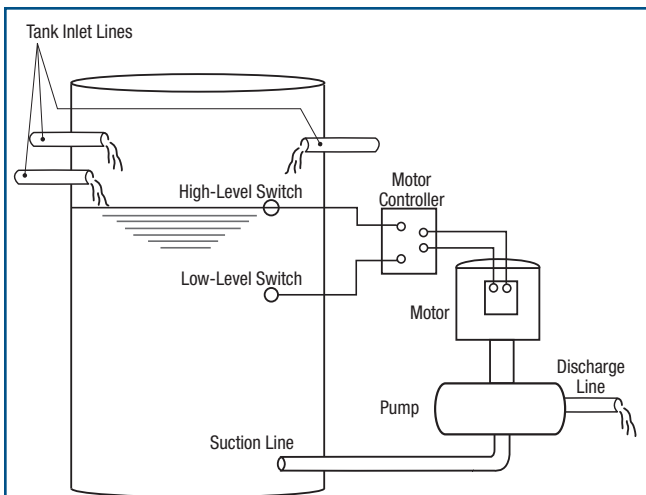 Tank Inlet Lines
High-Level Switch
Motor
Controller
Low-Level Switch
Motor
Discharge
Line
Pump
Suction Line